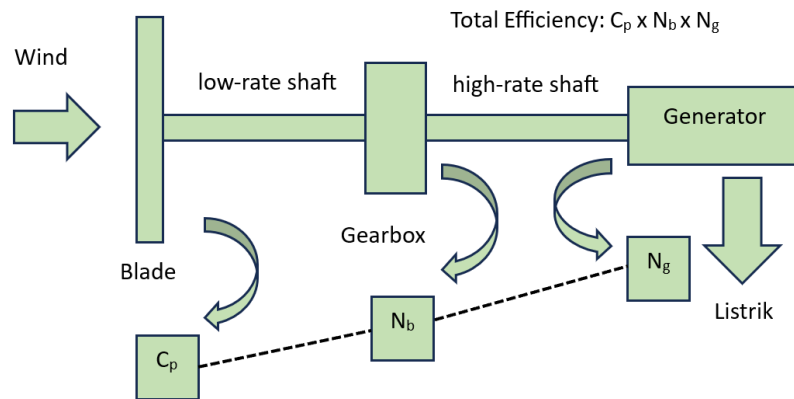 Total Efficiency: Cp x Nb x Ng
Wind
low-rate shaft
high-rate shaft
Generator
Gearbox
Blade
Ng
Listrik
Nb
Cp